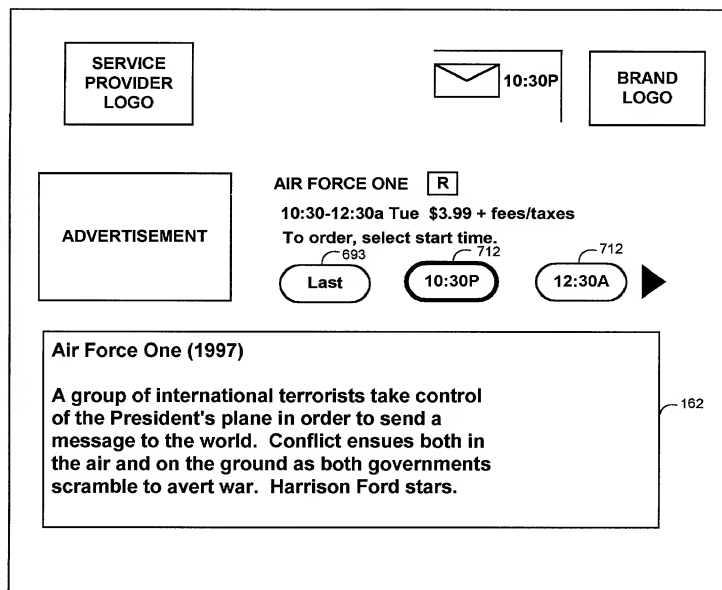 SERVICE
PROVIDER
LOGO
10:30P
BRAND
LOGO
ADVERTISEMENT
AIR FORCE ONE R
10:30-12:30a Tue $3.99 + fees/taxes
To order, select start time.
693 712 712
Last 10:30P 12:30A
Air Force One (1997)
A group of international terrorists take control
of the President's plane in order to send a
message to the world. Conflict ensues both in
the air and on the ground as both governments
scramble to avert war. Harrison Ford stars.
162